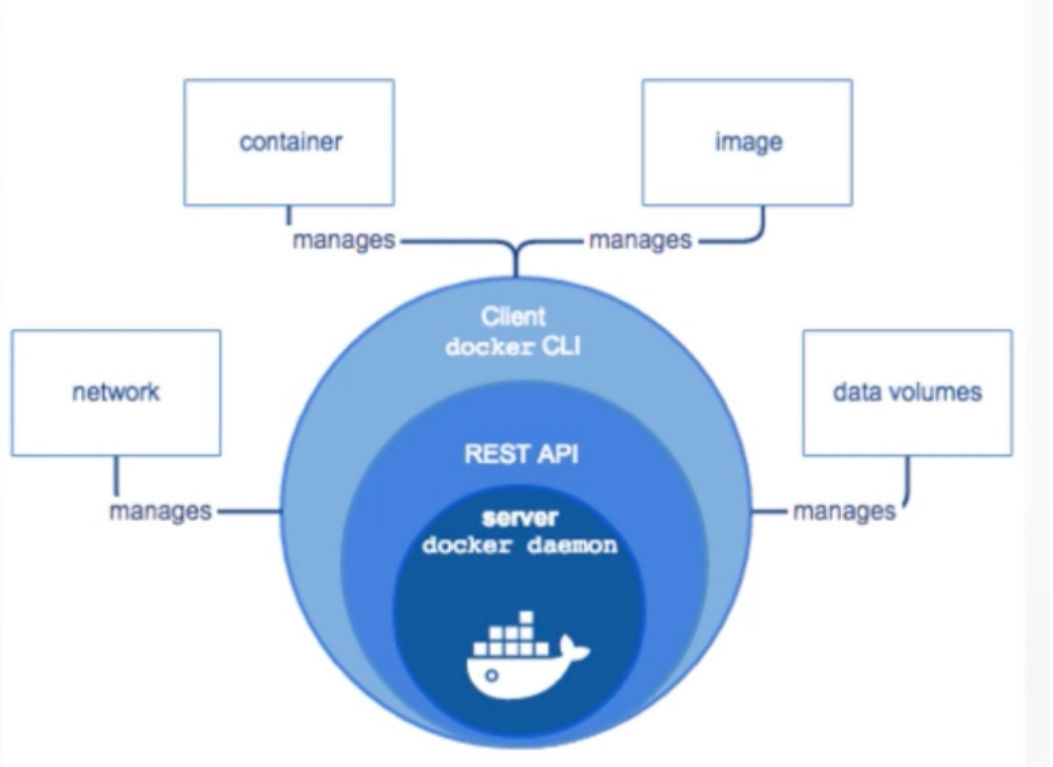 container
image
manages
manages
Client
docker CLI
network
data volumes
REST API
manages
manages
server
docker daemon